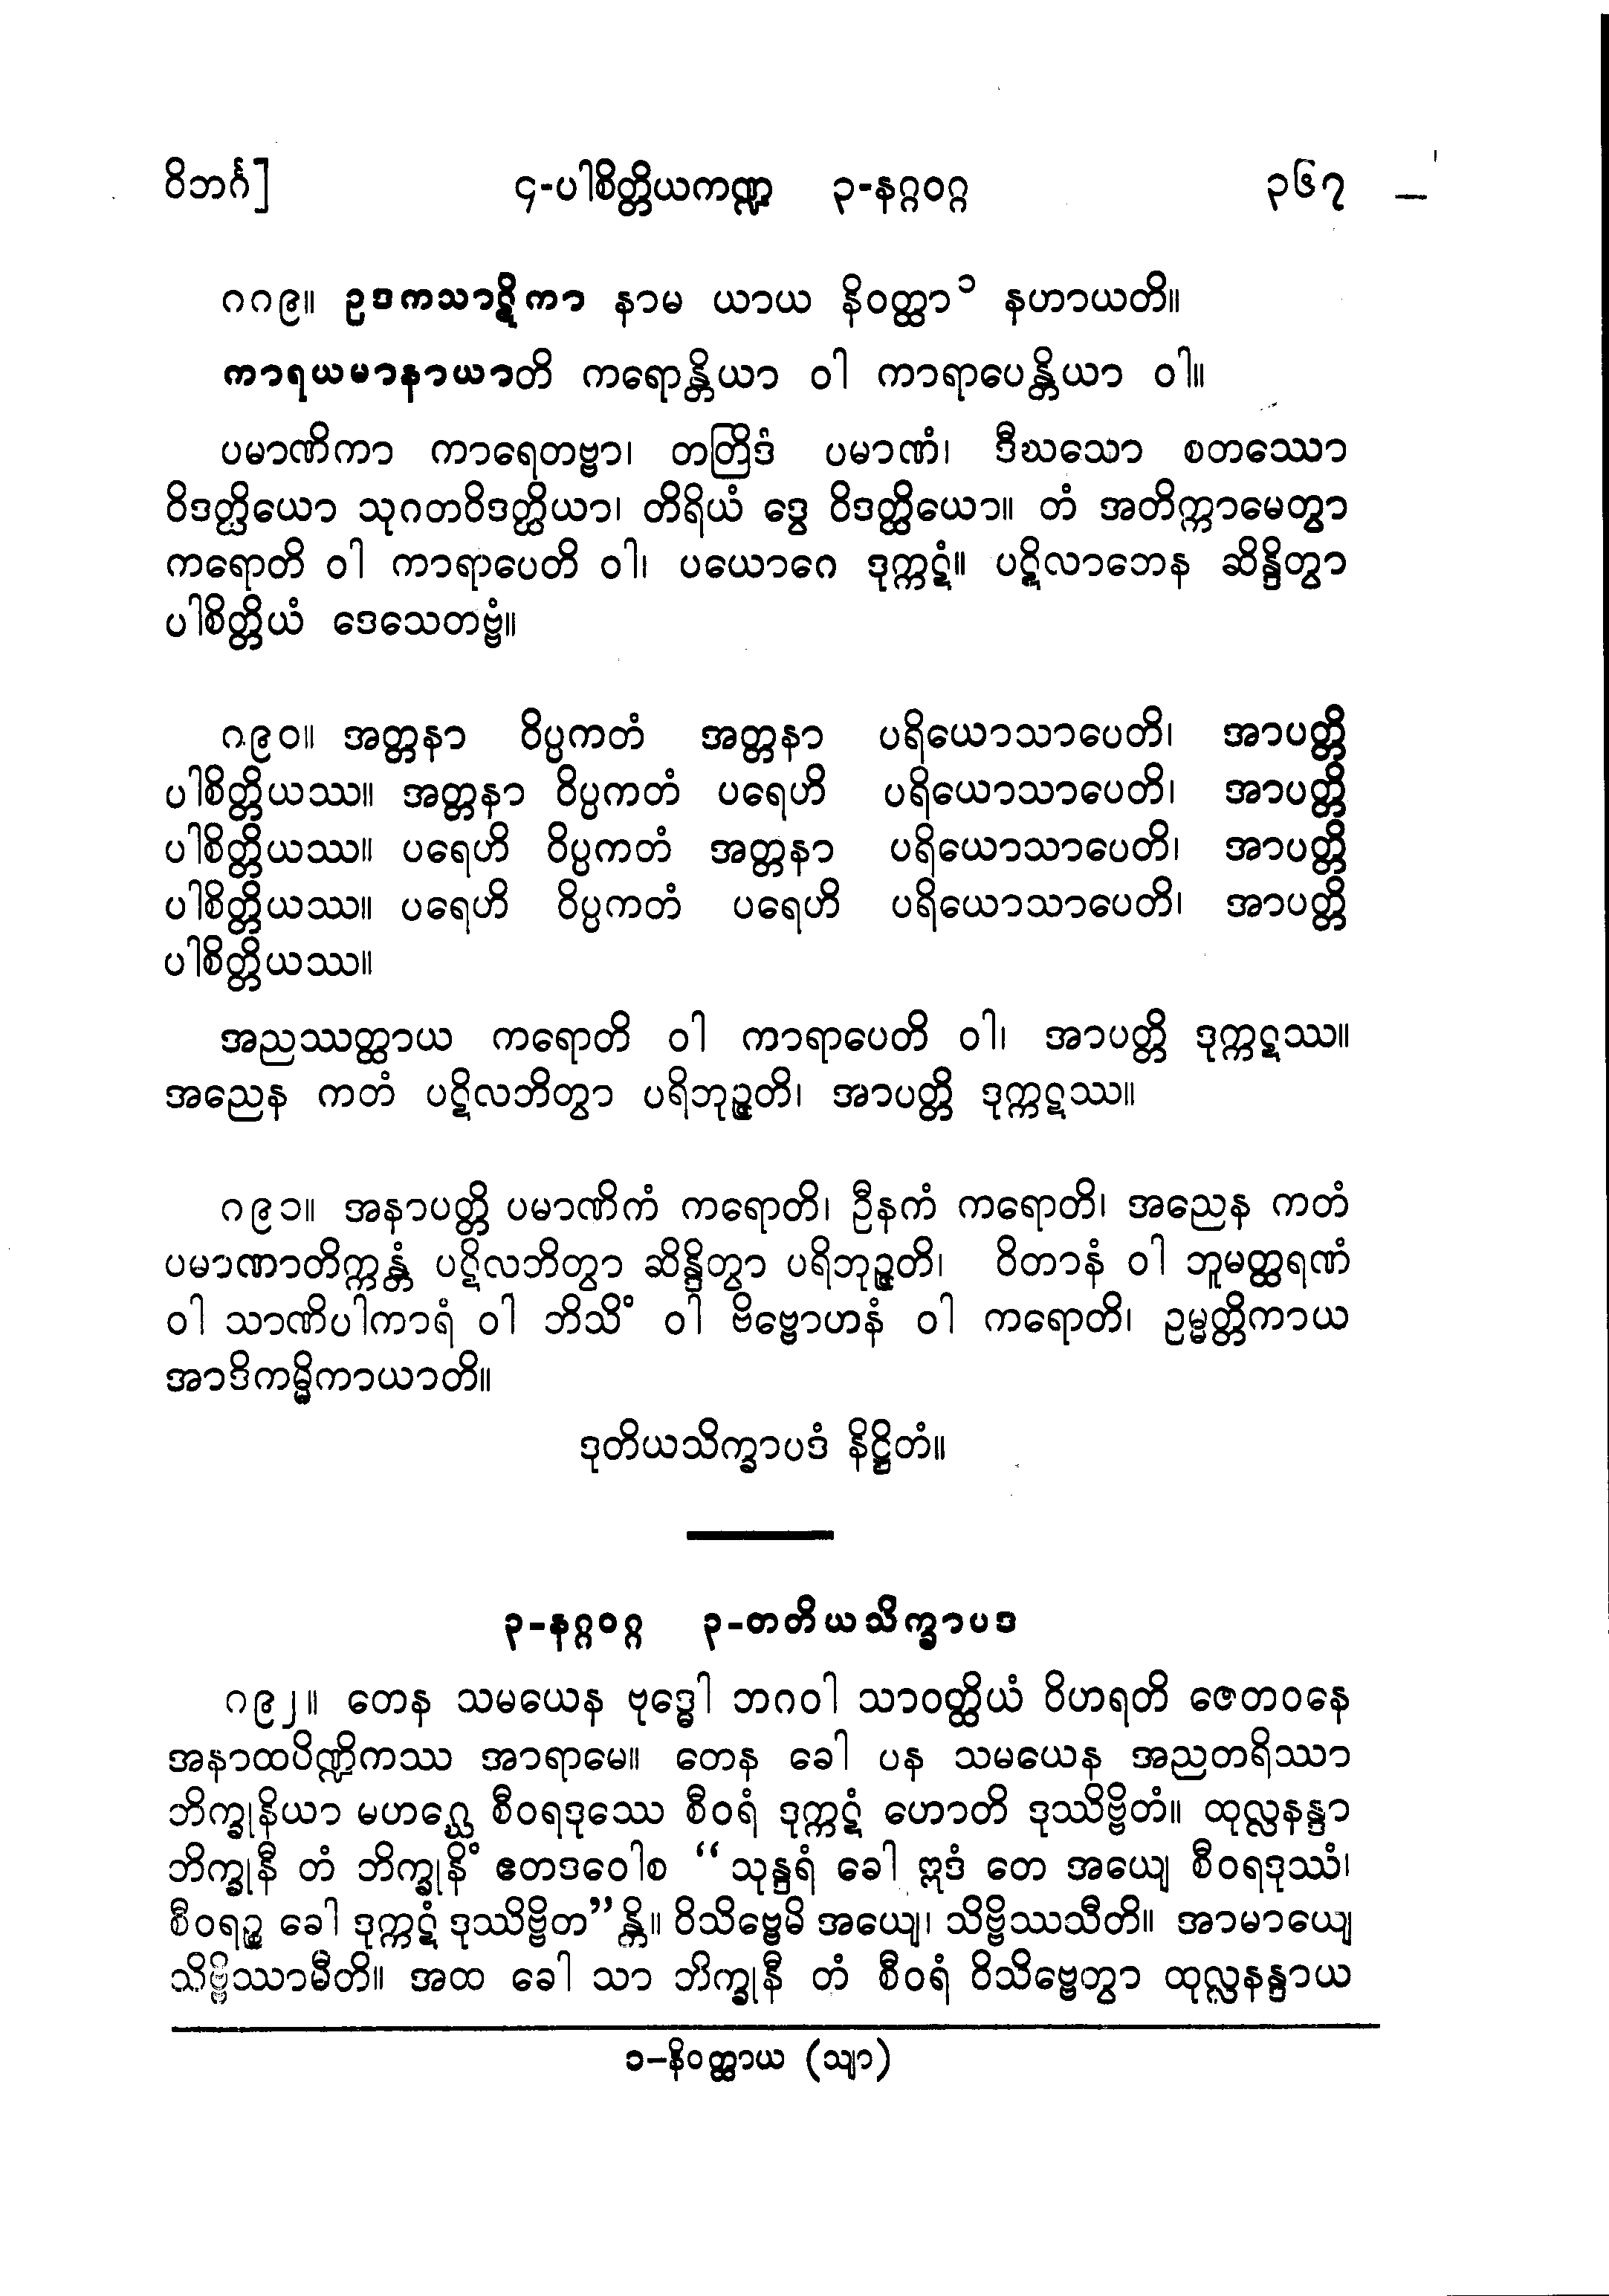 ဝိဘင်္ဂ] ၄-ပါစိတ္တိယကဏ္ဍ ၃-နဂ္ဂဝဂ္ဂ ၃၆၇
၈၈၉။ ဥဒကသာဋိကာ နာမ ယာယ နိဝတ္ထာ ၁ နဟာယတိ။
ကာရယမာနာယာတိ ကရောန္တိယာ ဝါ ကာရာပေန္တိယာ ဝါ။
ပမာဏိကာ ကာရေတဗ္ဗာ၊ တတြိဒံ ပမာဏံ၊ ဒီဃသော စတဿော
ဝိဒတ္ထိယော သုဂတဝိဒတ္ထိယာ၊ တိရိယံ ဒွေ ဝိဒတ္ထိယော။ တံ အတိက္ကာမေတွာ
ကရောတိ ဝါ ကာရာပေတိ ဝါ၊ ပယောဂေ ဒုက္ကဋံ။ ပဋိလာဘေန ဆိန္ဒိတွာ
ပါစိတ္တိယံ ဒေသေတဗ္ဗံ။
၈၉၀။ အတ္တနာ ဝိပ္ပကတံ အတ္တနာ ပရိယောသာပေတိ၊ အာပတ္တိ
ပါစိတ္တိယဿ။ အတ္တနာ ဝိပ္ပကတံ ပရေဟိ ပရိယောသာပေတိ၊ အာပတ္တိ
ပါစိတ္တိယဿ။ ပရေဟိ ဝိပ္ပကတံ အတ္တနာ ပရိယောသာပေတိ၊ အာပတ္တိ
ပါစိတ္တိယဿ။ ပရေဟိ ဝိပ္ပကတံ ပရေဟိ ပရိယောသာပေတိ၊ အာပတ္တိ
ပါစိတ္တိယဿ။
အညဿတ္ထာယ ကရောတိ ဝါ ကာရာပေတိ ဝါ၊ အာပတ္တိ ဒုက္ကဋဿ။
အညေန ကတံ ပဋိလဘိတွာ ပရိဘုဉ္ဇတိ၊ အာပတ္တိ ဒုက္ကဋဿ။
၈၉၁။ အနာပတ္တိ ပမာဏိကံ ကရောတိ၊ ဦနကံ ကရောတိ၊ အညေန ကတံ
ပမာဏာတိက္ကန္တံ ပဋိလဘိတွာ ဆိန္ဒိတွာ ပရိဘုဉ္ဇတိ၊ ဝိတာနံ ဝါ ဘူမတ္ထရဏံ
ဝါ သာဏိပါကာရံ ဝါ ဘိသိံ ဝါ ဗိဗ္ဗောဟနံ ဝါ ကရောတိ၊ ဥမ္မတ္တိကာယ
အာဒိကမ္မိကာယာတိ။
ဒုတိယသိက္ခာပဒံ နိဋ္ဌိတံ။
၃-နဂ္ဂဝဂ္ဂ ၃-တတိယသိက္ခာပဒ
၈၉၂။ တေန သမယေန ဗုဒ္ဓေါ ဘဂဝါ သာဝတ္ထိယံ ဝိဟရတိ ဇေတဝနေ
အနာထပိဏ္ဍိကဿ အာရာမေ။ တေန ခေါ ပန သမယေန အညတရိဿာ
ဘိက္ခုနိယာ မဟဂ္ဃေ စီဝရဒုဿေ စီဝရံ ဒုက္ကဋံ ဟောတိ ဒုဿိဗ္ဗိတံ။ ထုလ္လနန္ဒာ
ဘိက္ခုနီ တံ ဘိက္ခုနိံ ဧတဒဝေါစ “သုန္ဒရံ ခေါ ဣဒံ တေ အယျေ စီဝရဒုဿံ၊
စီဝရဉ္စ ခေါ ဒုက္ကဋံ ဒုဿိဗ္ဗိတ”န္တိ။ ဝိသိဗ္ဗေမိ အယျေ၊ သိဗ္ဗိဿသီတိ။ အာမာယျေ
သိဗ္ဗိဿာမီတိ။ အထ ခေါ သာ ဘိက္ခုနီ တံ စီဝရံ ဝိသိဗ္ဗေတွာ ထုလ္လနန္ဒာယ
၁-နိဝတ္ထာယ (သျာ)